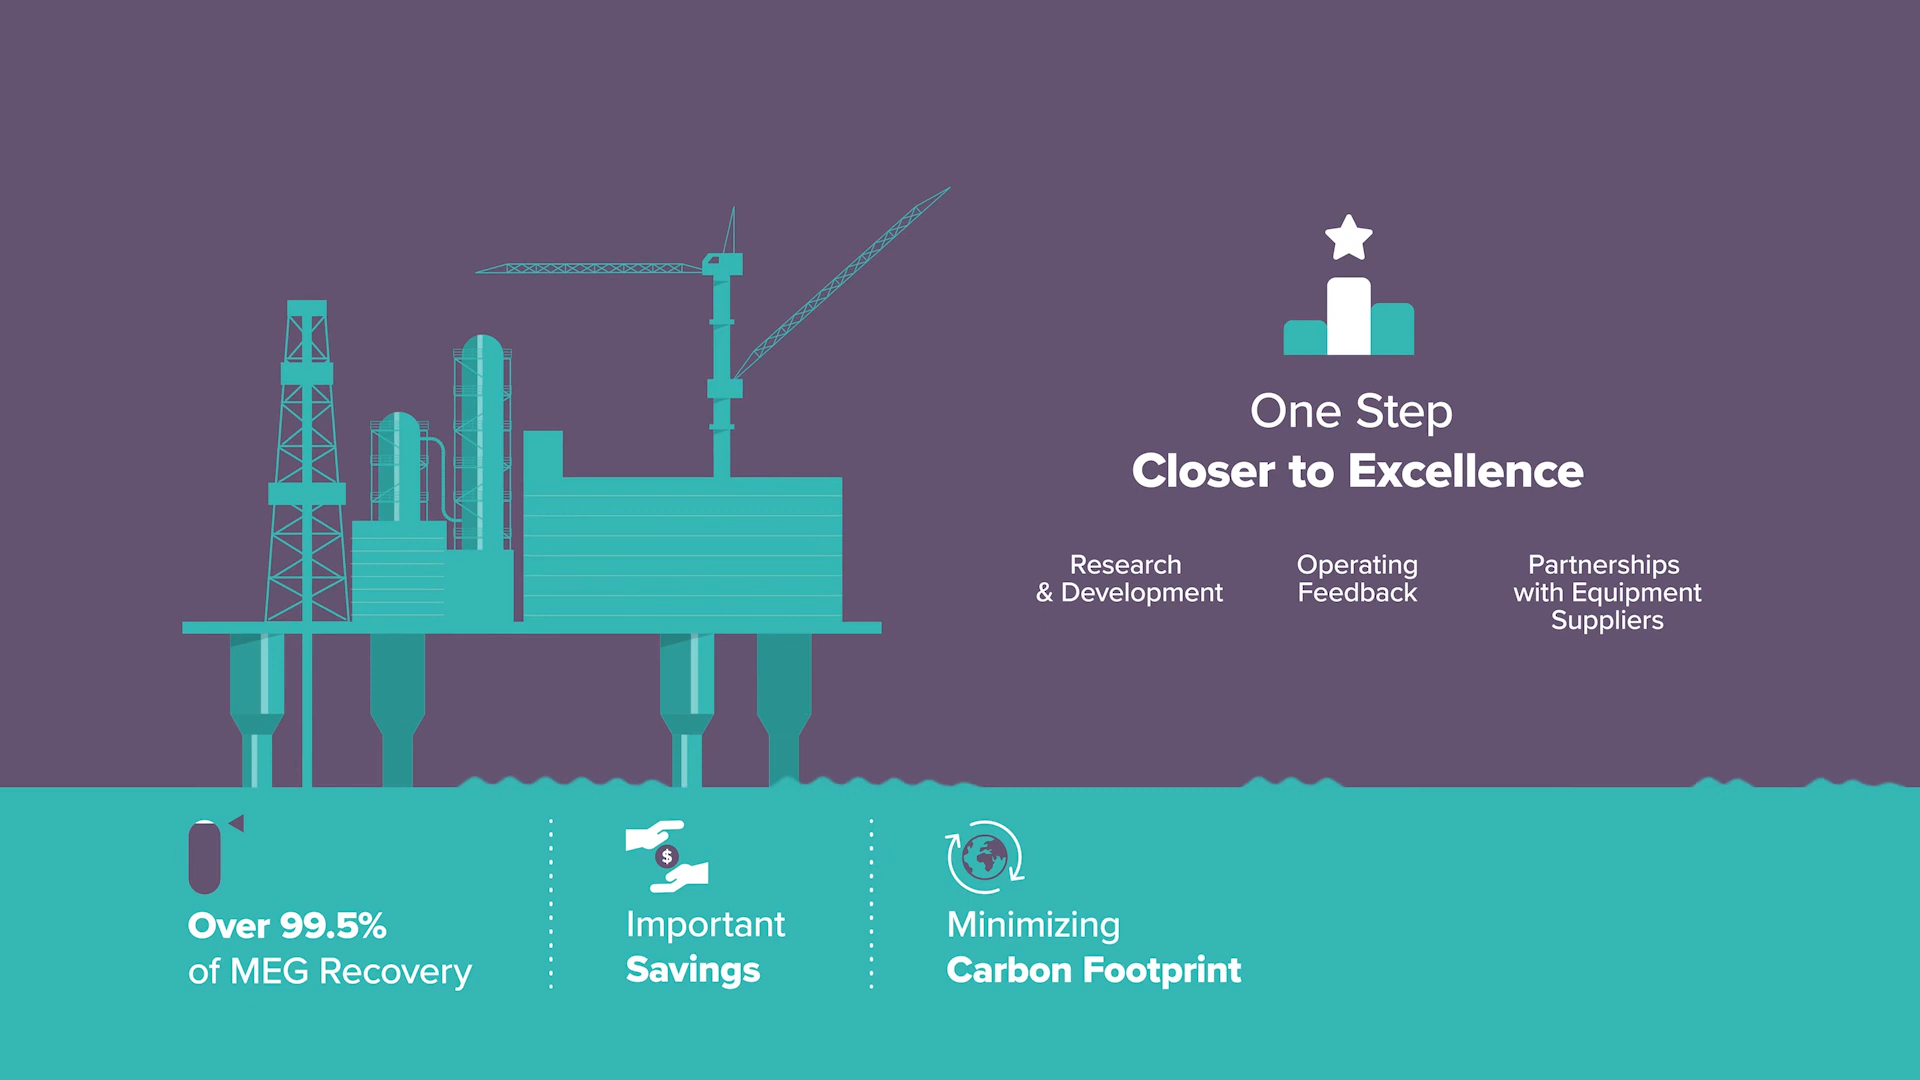 One Step
Closer to Excellence
Research
& Development
Operating
Feedback
Partnerships
with Equipment
Suppliers
$
Over 99.5%
of MEG Recovery
Important
Savings
Minimizing
Carbon Footprint